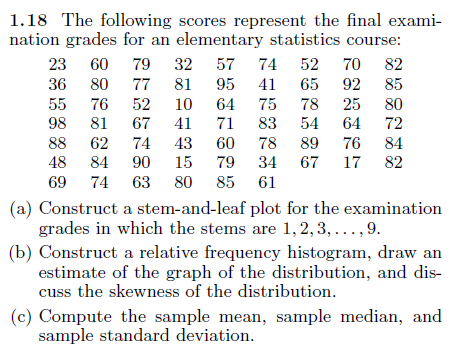 1.18 The following scores represent the final exami-
nation grades for an elementary statistics course:
23 60 79 32 57 74 52 70 82
36 80 77 81 95 41 65 92 85
55 76 52 10 64 75 78 25 80
98 81 67 41 71 83 54 64 72
88 62 74 43 60 78 89 76 84
48 84 90 15 79 34 67 17 82
69 74 63 80 85 61
(a) Construct a stem-and-leaf plot for the examination
grades in which the stems are 1, 2, 3, . . . , 9.
(b) Construct a relative frequency histogram, draw an
estimate of the graph of the distribution, and dis-
cuss the skewness of the distribution.
(c) Compute the sample mean, sample median, and
sample standard deviation.